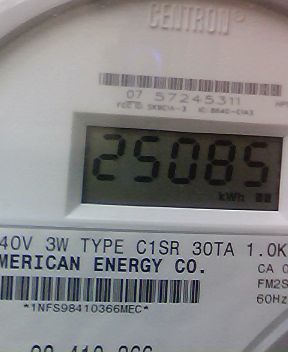 CENTRON®
07 57245311
25085
kWh
40V 3W TYPE C1SR 30TA 1.0K
MERICAN ENERGY CO.
CA 0
FM2S
60Hz
*1NFS98410366MEC*